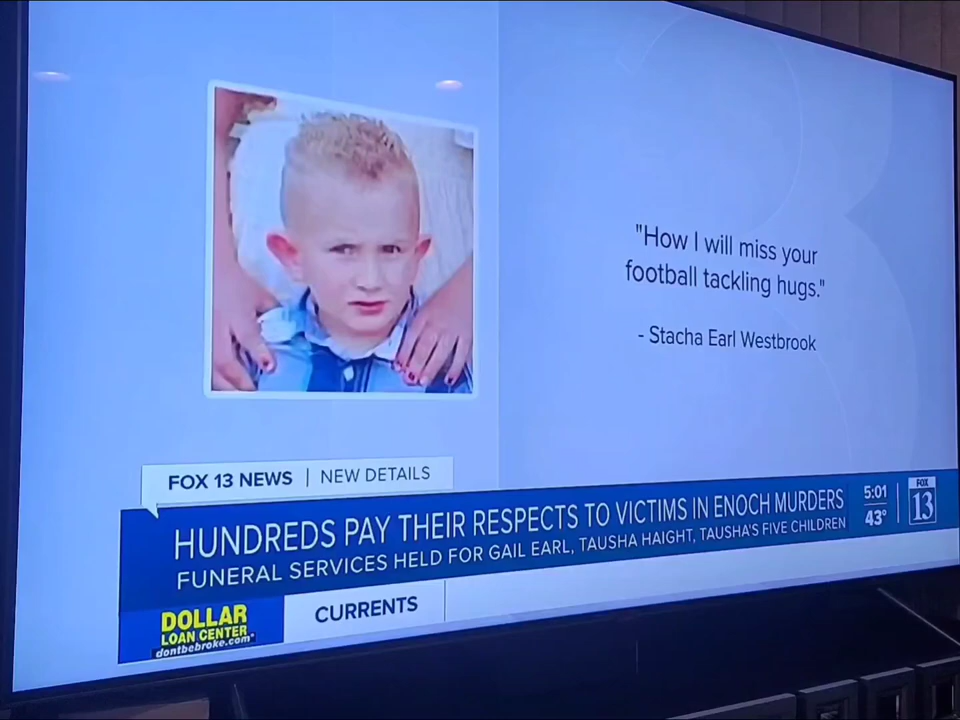 "How I will miss your
football tackling hugs."
- Stacha Earl Westbrook
FOX 13 NEWS | NEW DETAILS
HUNDREDS PAY THEIR RESPECTS TO VICTIMS IN ENOCH MURDERS
FUNERAL SERVICES HELD FOR GAIL EARL, TAUSHA HAIGHT, TAUSHA'S FIVE CHILDREN
5:01
43°
FOX
13
DOLLAR
LOAN CENTER
dontbebroke.com
CURRENTS